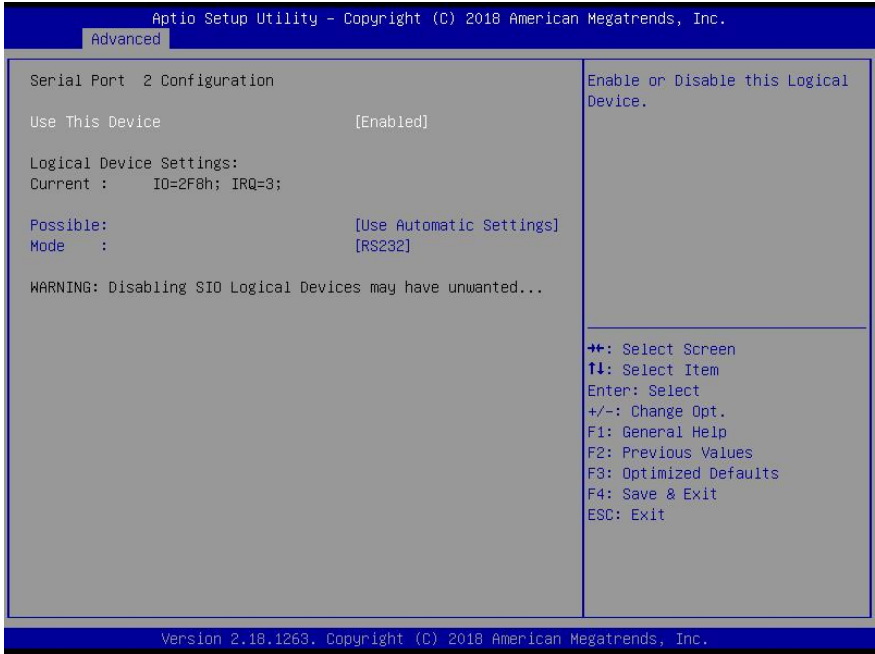 Aptio Setup Utility – Copyright (C) 2018 American Megatrends, Inc.
Advanced
Serial Port 2 Configuration
Use This Device [Enabled]
Logical Device Settings:
Current : IO=2F8h; IRQ=3;
Possible: [Use Automatic Settings]
Mode : [RS232]
WARNING: Disabling SIO Logical Devices may have unwanted...
Enable or Disable this Logical
Device.
→←: Select Screen
↑↓: Select Item
Enter: Select
+/-: Change Opt.
F1: General Help
F2: Previous Values
F3: Optimized Defaults
F4: Save & Exit
ESC: Exit
Version 2.18.1263. Copyright (C) 2018 American Megatrends, Inc.